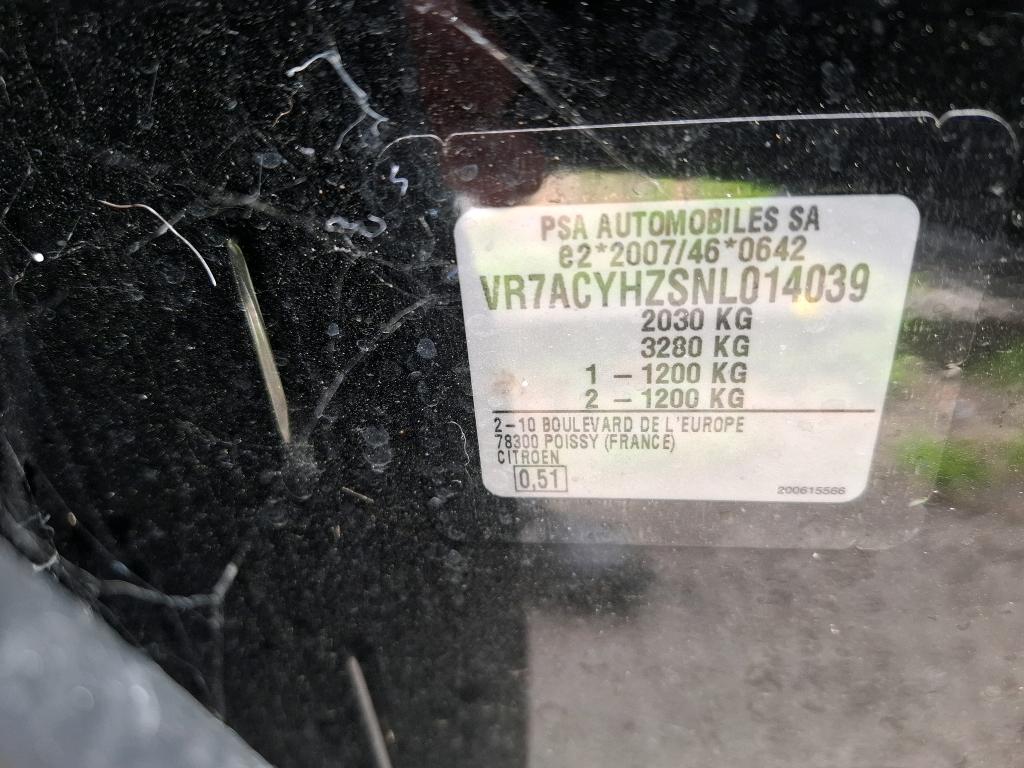 PSA AUTOMOBILES SA
e2*2007/46*0642
VR7ACYHZSNL014039
2030 KG
3280 KG
1 – 1200 KG
2 – 1200 KG
2–10 BOULEVARD DE L'EUROPE
78300 POISSY (FRANCE)
CITROEN
0,51
200615566